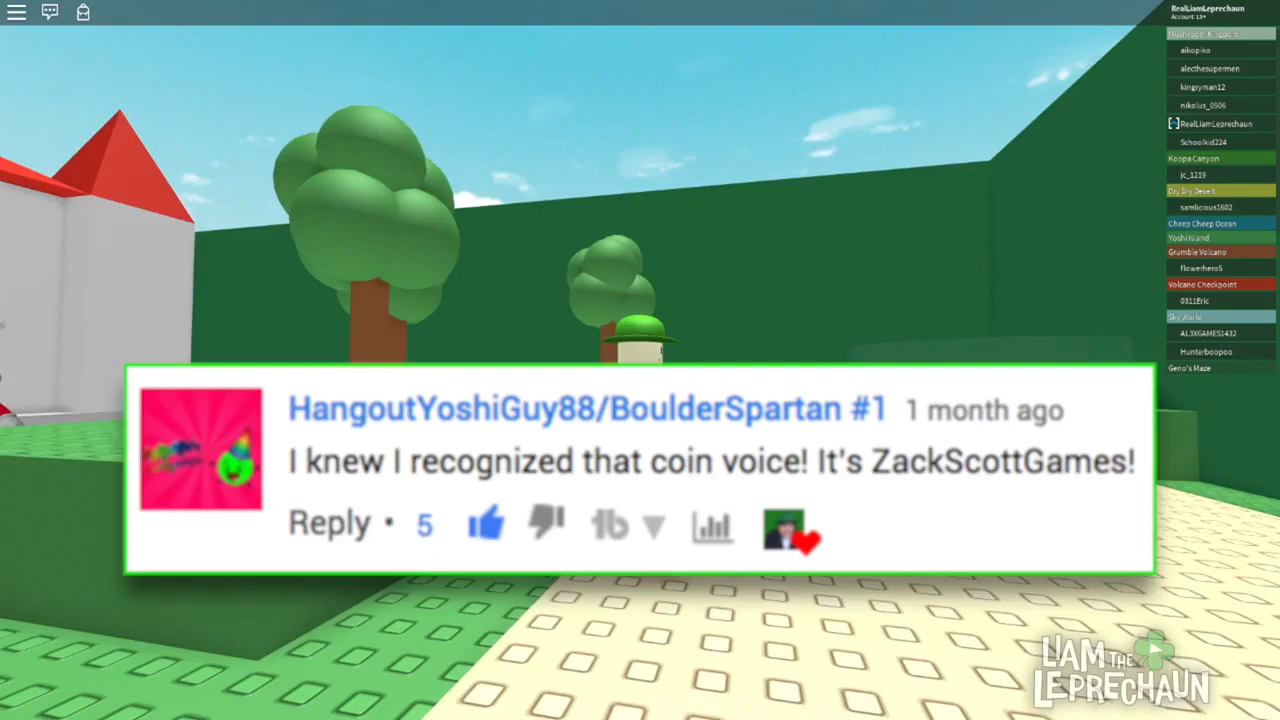 RealLiamLeprechaun
Account: 13+
Mushroom Kingdom
aikopiko
alecthesupermen
kingryman12
nikolus_0506
RealLiamLeprechaun
Schoolkid224
Koopa Canyon
jc_1219
Dry Dry Desert
samlicious1602
Cheep Cheep Ocean
Yoshi Island
Grumble Volcano
flowerhero5
Volcano Checkpoint
0311Eric
Sky World
AL3XGAMES1432
Hunterboopoo
Geno's Maze
HangoutYoshiGuy88/BoulderSpartan #1 1 month ago
I knew I recognized that coin voice! It's ZackScottGames!
Reply • 5
LIAM THE
LEPRECHAUN